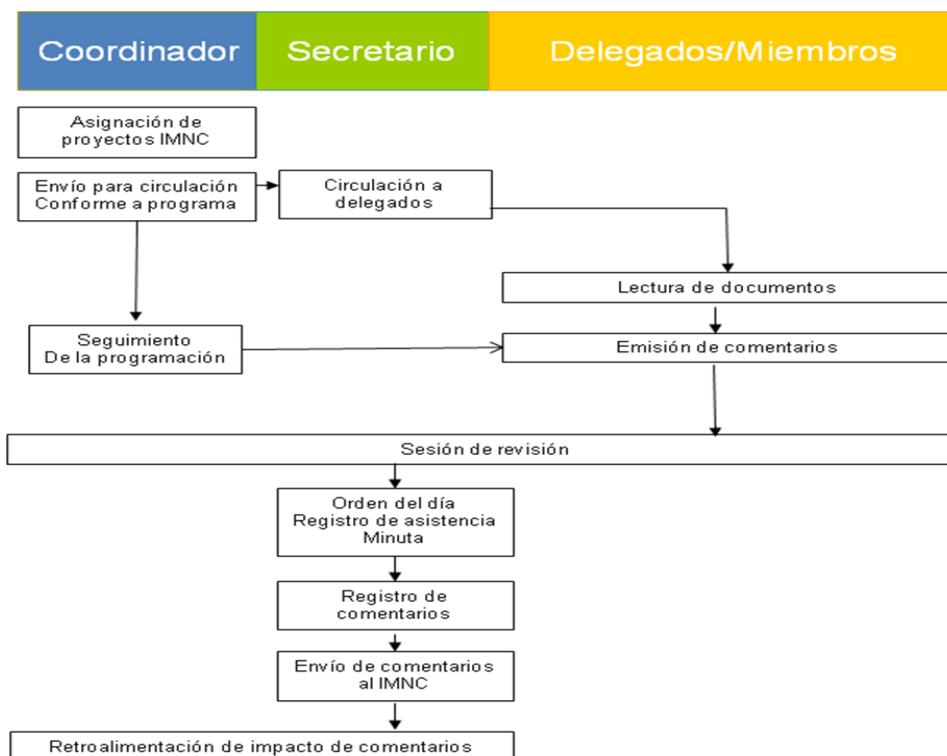 Coordinador
Secretario
Delegados/Miembros
Asignación de
proyectos IMNC
Envío para circulación
Conforme a programa
Circulación a
delegados
Lectura de documentos
Seguimiento
De la programación
Emisión de comentarios
Sesión de revisión
Orden del día
Registro de asistencia
Minuta
Registro de
comentarios
Envío de comentarios
al IMNC
Retroalimentación de impacto de comentarios